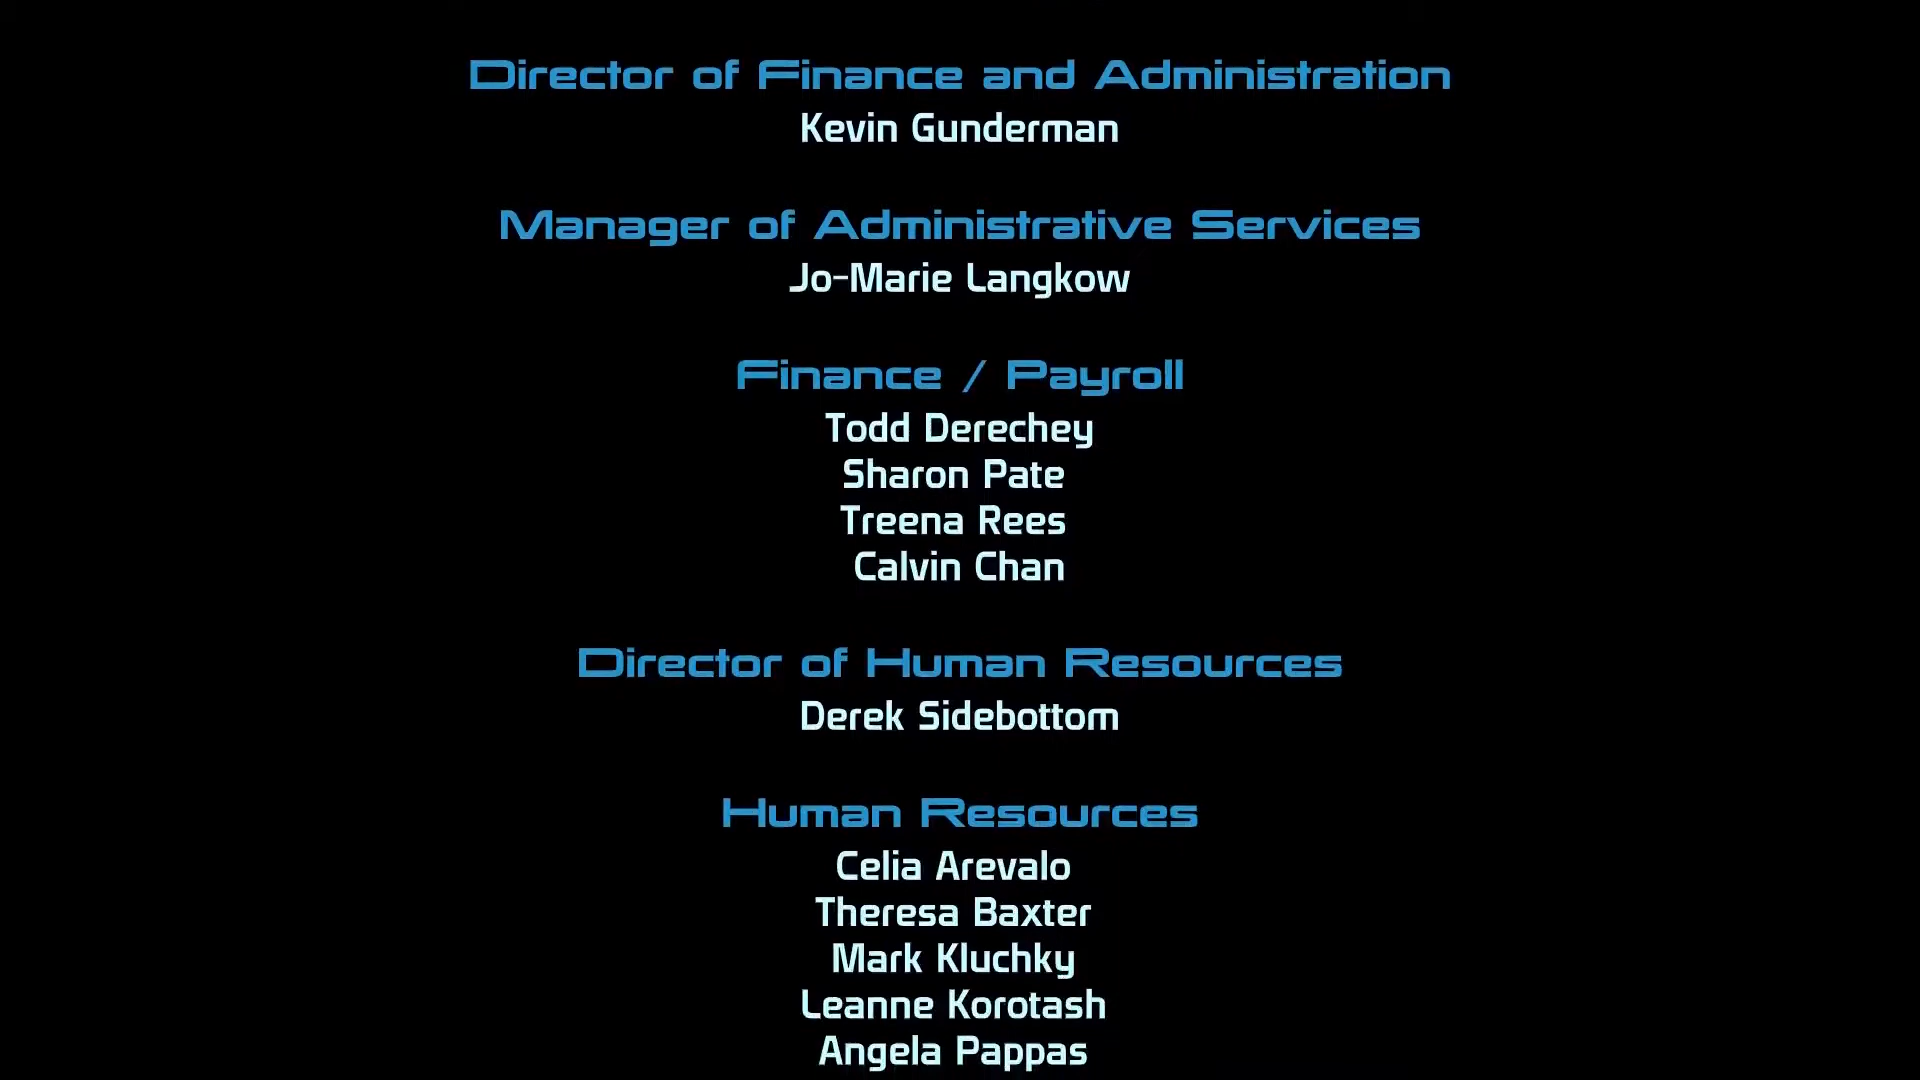 Director of Finance and Administration
Kevin Gunderman
Manager of Administrative Services
Jo-Marie Langkow
Finance / Payroll
Todd Derechey
Sharon Pate
Treena Rees
Calvin Chan
Director of Human Resources
Derek Sidebottom
Human Resources
Celia Arevalo
Theresa Baxter
Mark Kluchky
Leanne Korotash
Angela Pappas